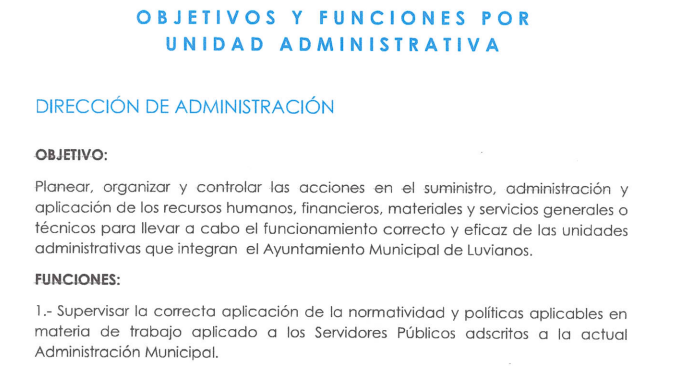 OBJETIVOS Y FUNCIONES POR
UNIDAD ADMINISTRATIVA
DIRECCIÓN DE ADMINISTRACIÓN
OBJETIVO:
Planear, organizar y controlar las acciones en el suministro, administración y
aplicación de los recursos humanos, financieros, materiales y servicios generales o
técnicos para llevar a cabo el funcionamiento correcto y eficaz de las unidades
administrativas que integran el Ayuntamiento Municipal de Luvianos.
FUNCIONES:
1.- Supervisar la correcta aplicación de la normatividad y políticas aplicables en
materia de trabajo aplicado a los Servidores Públicos adscritos a la actual
Administración Municipal.